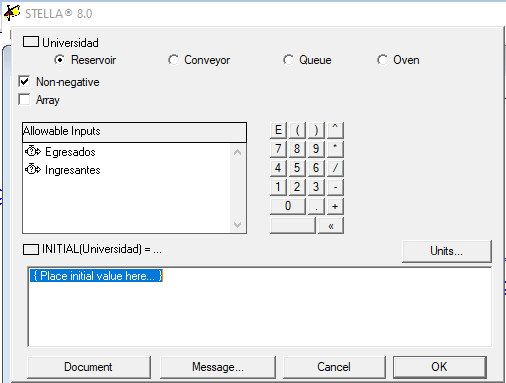 STELLA® 8.0
Universidad
Reservoir Conveyor Queue Oven
Non-negative
Array
Allowable Inputs
Egresados
Ingresantes
E ( ) ^
7 8 9 *
4 5 6 /
1 2 3 -
0 . +
«
INITIAL(Universidad) = ...
Units...
{ Place initial value here... }
Document Message... Cancel OK